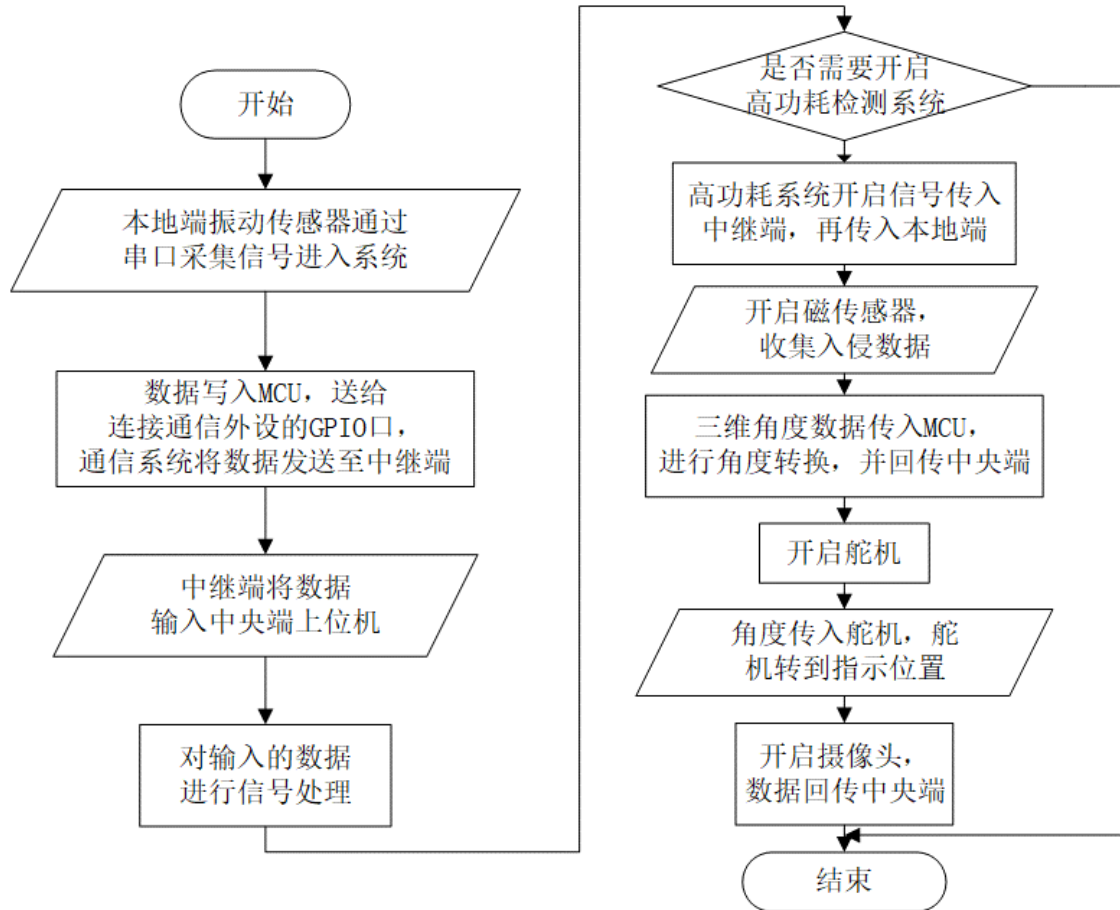 开始
本地端振动传感器通过
串口采集信号进入系统
数据写入MCU，送给
连接通信外设的GPIO口，
通信系统将数据发送至中继端
中继端将数据
输入中央端上位机
对输入的数据
进行信号处理
是否需要开启
高功耗检测系统
高功耗系统开启信号传入
中继端，再传入本地端
开启磁传感器，
收集入侵数据
三维角度数据传入MCU，
进行角度转换，并回传中央端
开启舵机
角度传入舵机，舵
机转到指示位置
开启摄像头，
数据回传中央端
结束